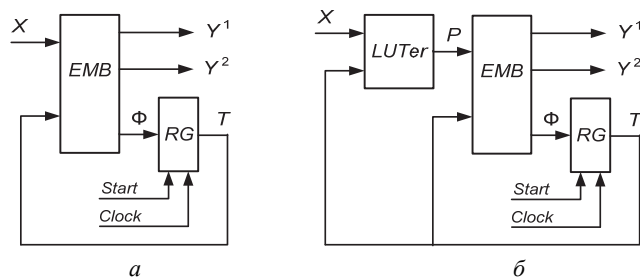 X
EMB
Y¹
Y²
Φ
RG
T
Start
Clock
а
X
LUTer
P
EMB
Y¹
Y²
Φ
RG
T
Start
Clock
б